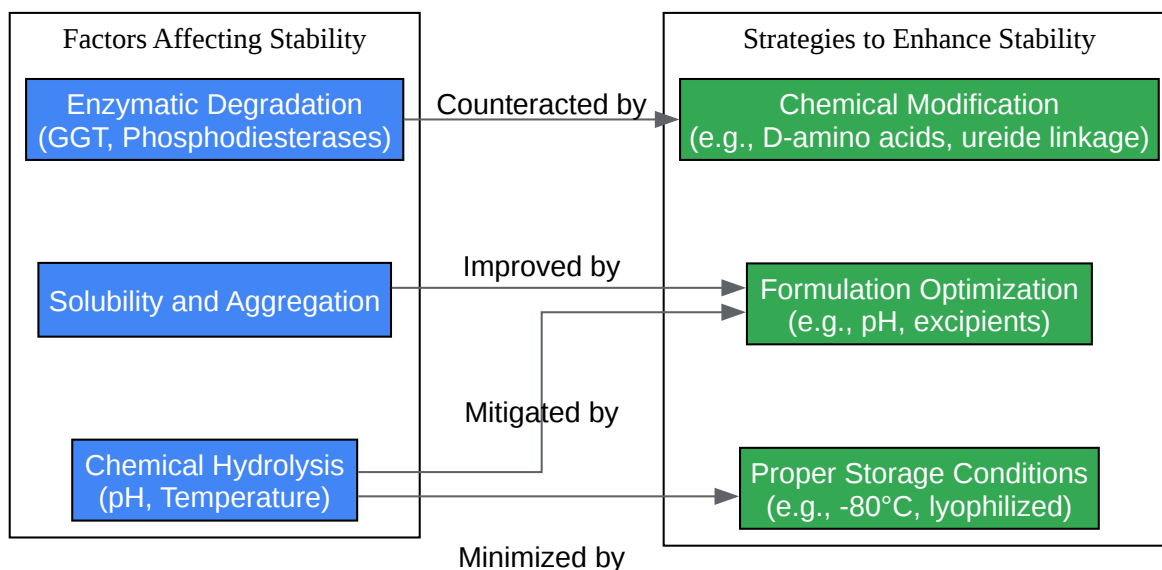 Factors Affecting Stability
Enzymatic Degradation
(GGT, Phosphodiesterases)
Solubility and Aggregation
Chemical Hydrolysis
(pH, Temperature)
Counteracted by
Improved by
Mitigated by
Minimized by
Strategies to Enhance Stability
Chemical Modification
(e.g., D-amino acids, ureide linkage)
Formulation Optimization
(e.g., pH, excipients)
Proper Storage Conditions
(e.g., -80°C, lyophilized)